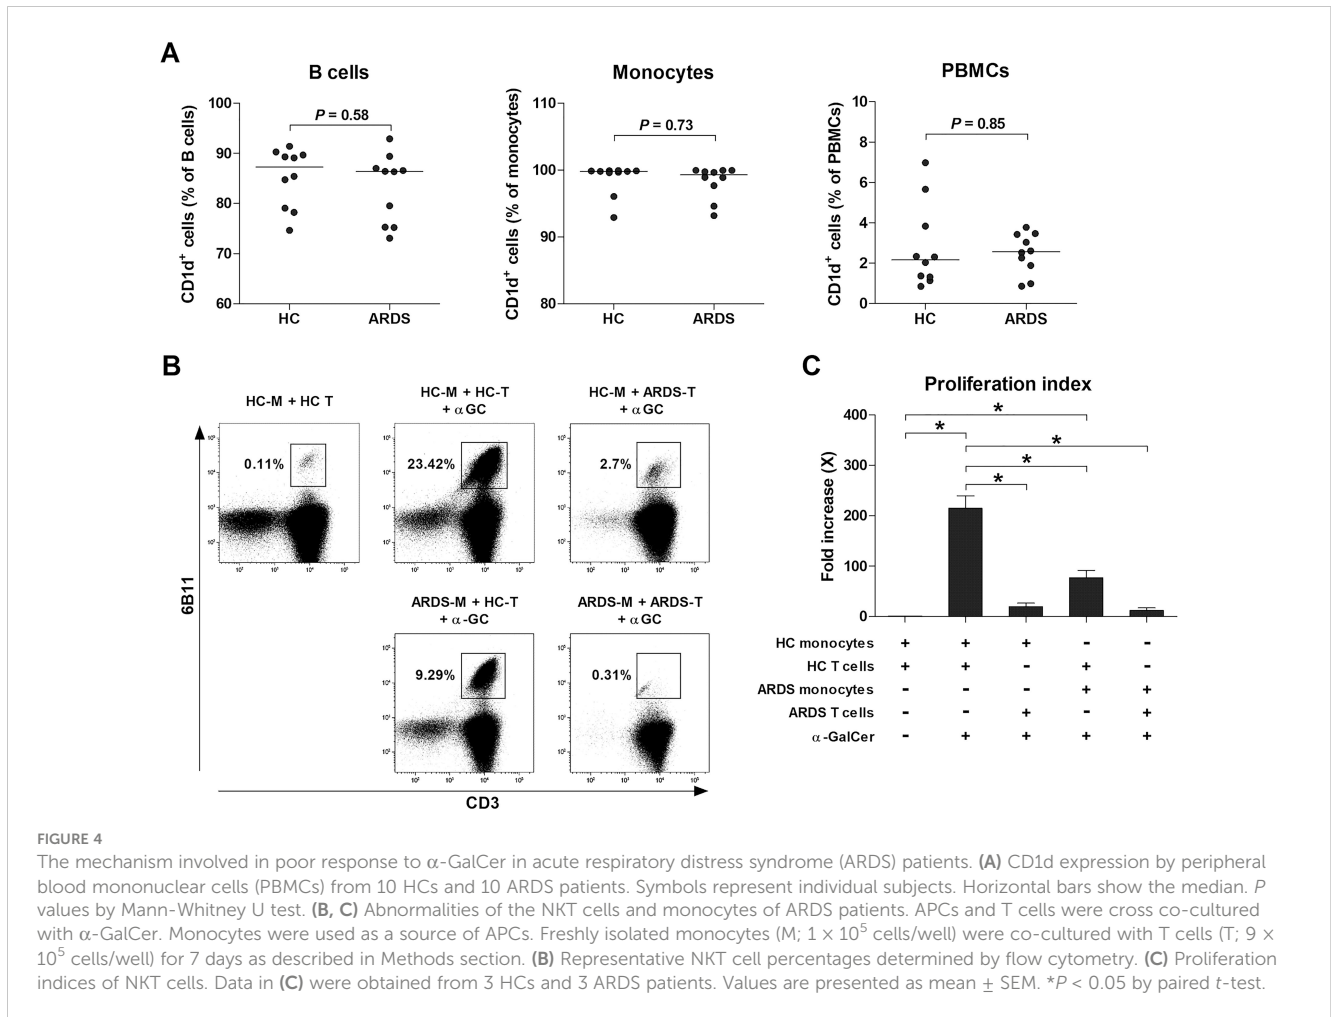 A
B cells
CD1d+ cells (% of B cells)
100
90
80
70
60
P = 0.58
HC
ARDS
Monocytes
CD1d+ cells (% of monocytes)
110
100
90
80
P = 0.73
HC
ARDS
PBMCs
CD1d+ cells (% of PBMCs)
10
8
6
4
2
0
P = 0.85
HC
ARDS
B
HC-M + HC T
0.11%
HC-M + HC-T
+ α GC
23.42%
HC-M + ARDS-T
+ α GC
2.7%
ARDS-M + HC-T
+ α -GC
9.29%
ARDS-M + ARDS-T
+ α GC
0.31%
6B11
CD3
C
Proliferation index
Fold increase (X)
400
300
200
100
0
* * * * *
HC monocytes + + + - -
HC T cells + + - + -
ARDS monocytes - - - + +
ARDS T cells - - + - +
α -GalCer - + + + +
FIGURE 4
The mechanism involved in poor response to α-GalCer in acute respiratory distress syndrome (ARDS) patients. (A) CD1d expression by peripheral
blood mononuclear cells (PBMCs) from 10 HCs and 10 ARDS patients. Symbols represent individual subjects. Horizontal bars show the median. P
values by Mann-Whitney U test. (B, C) Abnormalities of the NKT cells and monocytes of ARDS patients. APCs and T cells were cross co-cultured
with α-GalCer. Monocytes were used as a source of APCs. Freshly isolated monocytes (M; 1 × 10⁵ cells/well) were co-cultured with T cells (T; 9 ×
10⁵ cells/well) for 7 days as described in Methods section. (B) Representative NKT cell percentages determined by flow cytometry. (C) Proliferation
indices of NKT cells. Data in (C) were obtained from 3 HCs and 3 ARDS patients. Values are presented as mean ± SEM. *P < 0.05 by paired t-test.